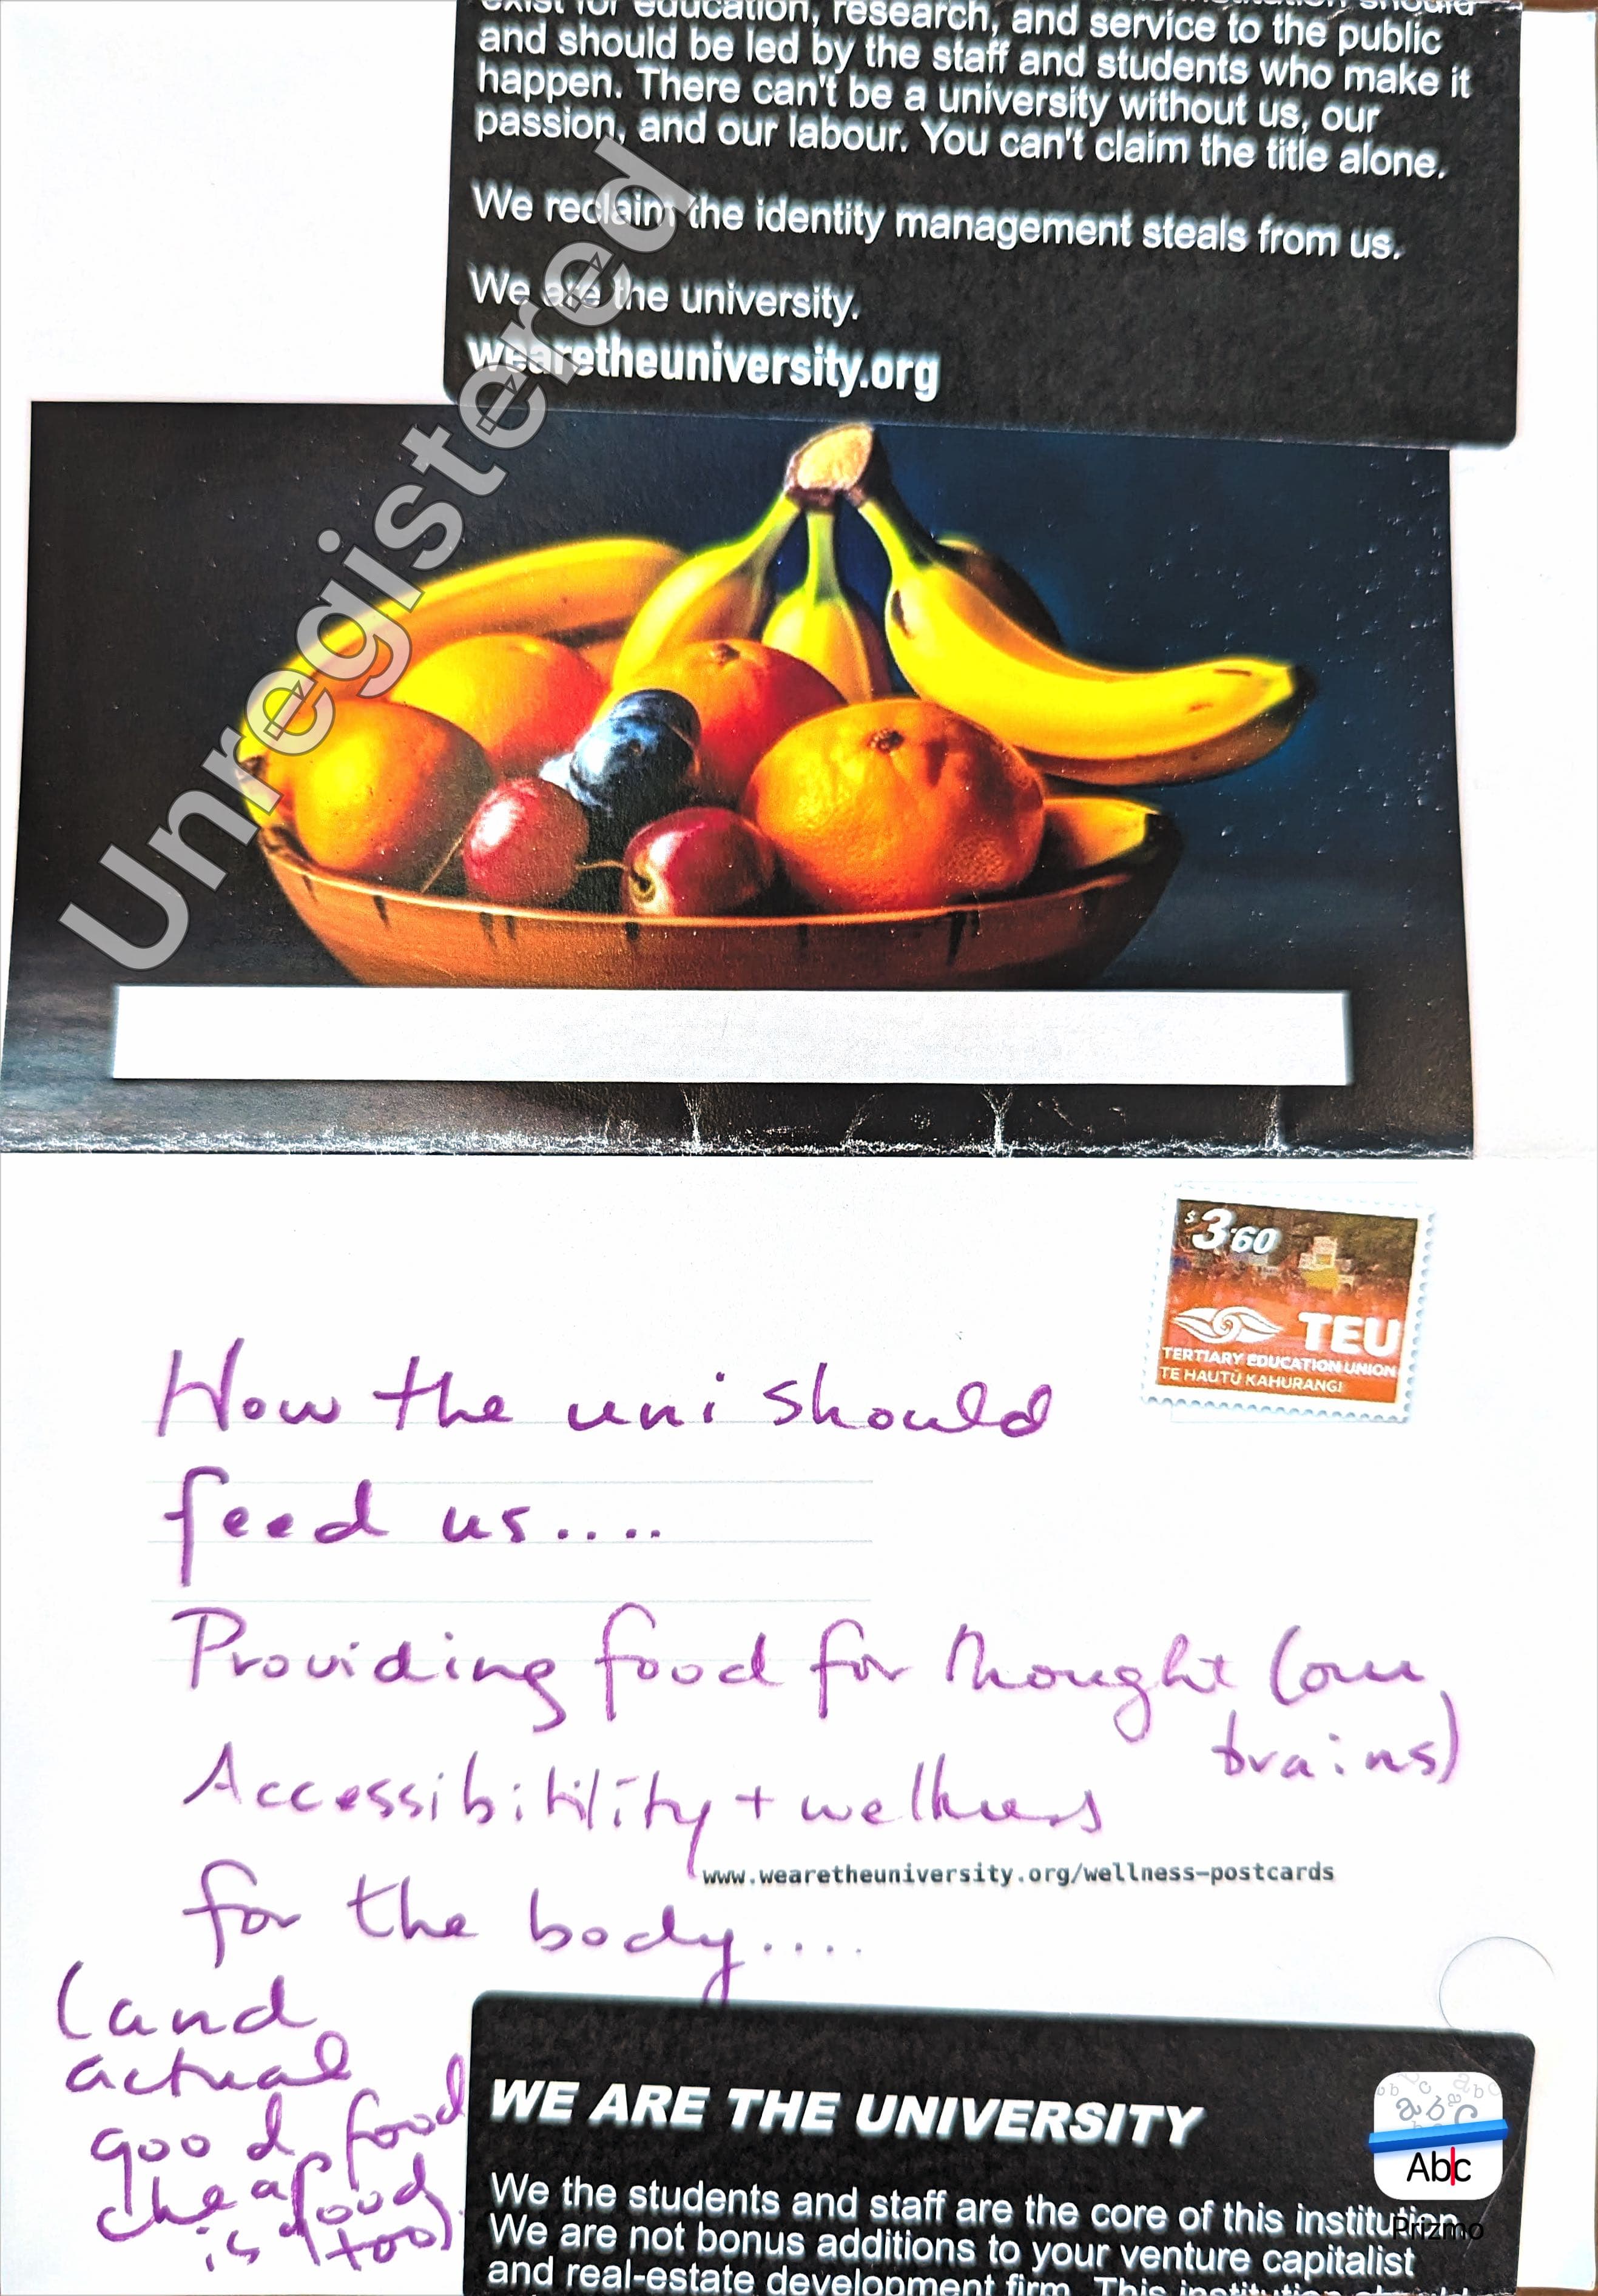 exist for education, research, and service to the public
and should be led by the staff and students who make it
happen. There can't be a university without us, our
passion, and our labour. You can't claim the title alone.
We reclaim the identity management steals from us.
We are the university.
wearetheuniversity.org
Unregistered
$3.60
TEU
TERTIARY EDUCATION UNION
TE HAUTŪ KAHURANGI
How the uni should
feed us....
Providing food for thought (our
brains)
Accessibility + wellness
www.wearetheuniversity.org/wellness-postcards
for the body....
(and
actual
good food
cheap food
is too)
WE ARE THE UNIVERSITY
We the students and staff are the core of this institution.
We are not bonus additions to your venture capitalist
and real-estate development firm. This institution
Abc
Prizmo